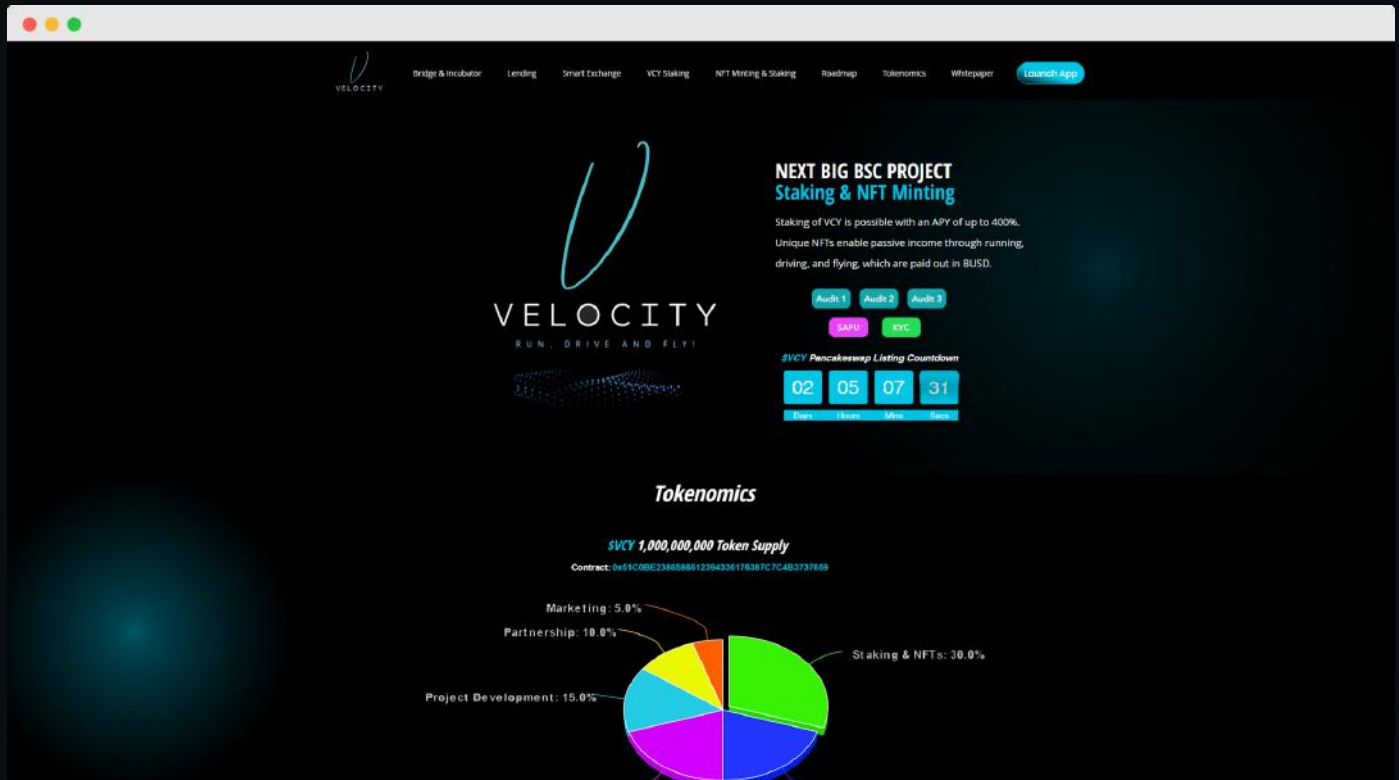 VELOCITY
Bridge & Incubator
Lending
Smart Exchange
VCY Staking
NFT Minting & Staking
Roadmap
Tokenomics
Whitepaper
Launch App
VELOCITY
RUN, DRIVE AND FLY!
NEXT BIG BSC PROJECT
Staking & NFT Minting
Staking of VCY is possible with an APY of up to 400%.
Unique NFTs enable passive income through running,
driving, and flying, which are paid out in BUSD.
Audit 1
Audit 2
Audit 3
SAFU
KYC
$VCY Pancakeswap Listing Countdown
02 05 07 31
Days Hours Mins Secs
Tokenomics
$VCY 1,000,000,000 Token Supply
Contract:
Marketing: 5.0%
Partnership: 10.0%
Staking & NFTs: 30.0%
Project Development: 15.0%